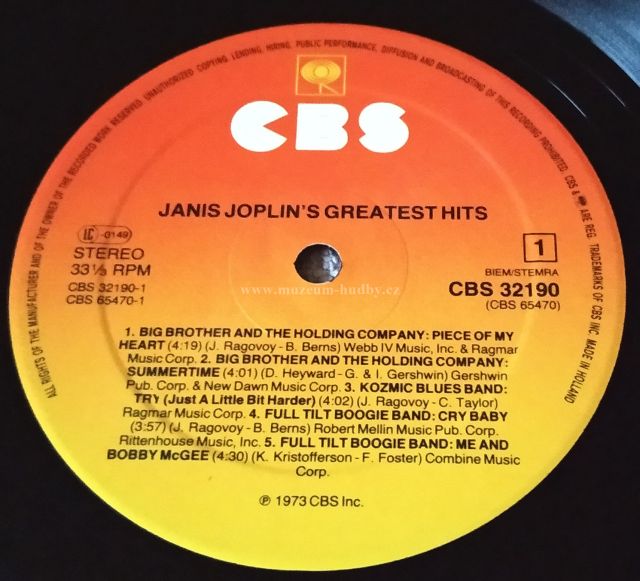 ALL RIGHTS OF THE MANUFACTURER AND OF THE OWNER OF THE RECORDED WORK RESERVED. UNAUTHORIZED COPYING, LENDING, HIRING, PUBLIC PERFORMANCE, DIFFUSION AND BROADCASTING OF THIS RECORDING PROHIBITED. CBS & ARE REG. TRADEMARKS OF CBS INC. MADE IN HOLLAND
CBS
JANIS JOPLIN'S GREATEST HITS
LC -0149
STEREO
33⅓ RPM
CBS 32190-1
CBS 65470-1
1
BIEM/STEMRA
CBS 32190
(CBS 65470)
www.muzeum-hudby.cz
1. BIG BROTHER AND THE HOLDING COMPANY: PIECE OF MY
HEART (4:19) (J. Ragovoy - B. Berns) Webb IV Music, Inc. & Ragmar
Music Corp. 2. BIG BROTHER AND THE HOLDING COMPANY:
SUMMERTIME (4:01) (D. Heyward - G. & I. Gershwin) Gershwin
Pub. Corp. & New Dawn Music Corp. 3. KOZMIC BLUES BAND:
TRY (Just A Little Bit Harder) (4:02) (J. Ragovoy - C. Taylor)
Ragmar Music Corp. 4. FULL TILT BOOGIE BAND: CRY BABY
(3:57) (J. Ragovoy - B. Berns) Robert Mellin Music Pub. Corp.
Rittenhouse Music, Inc. 5. FULL TILT BOOGIE BAND: ME AND
BOBBY McGEE (4:30) (K. Kristofferson - F. Foster) Combine Music
Corp.
℗ 1973 CBS Inc.